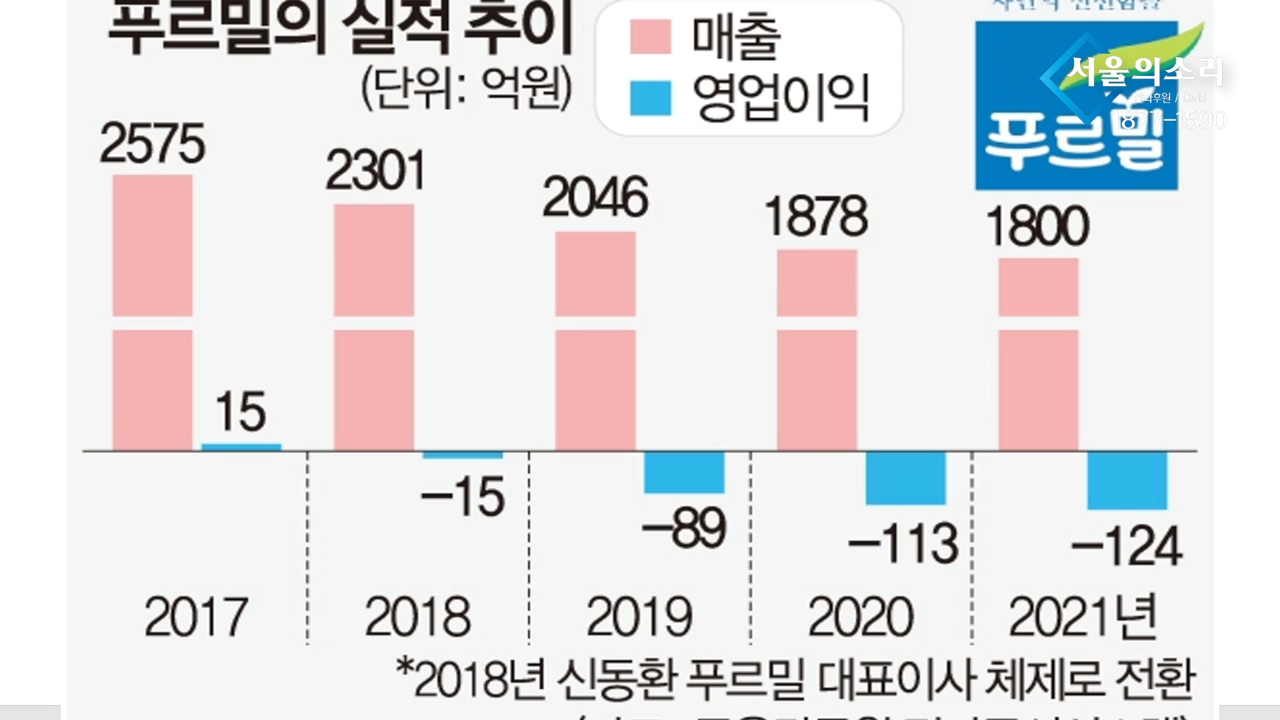 푸르밀의 실적 추이
(단위: 억원)
매출
영업이익
서울의소리
푸르밀
2575
2301
2046
1878
1800
15
-15
-89
-113
-124
2017
2018
2019
2020
2021년
*2018년 신동환 푸르밀 대표이사 체제로 전환